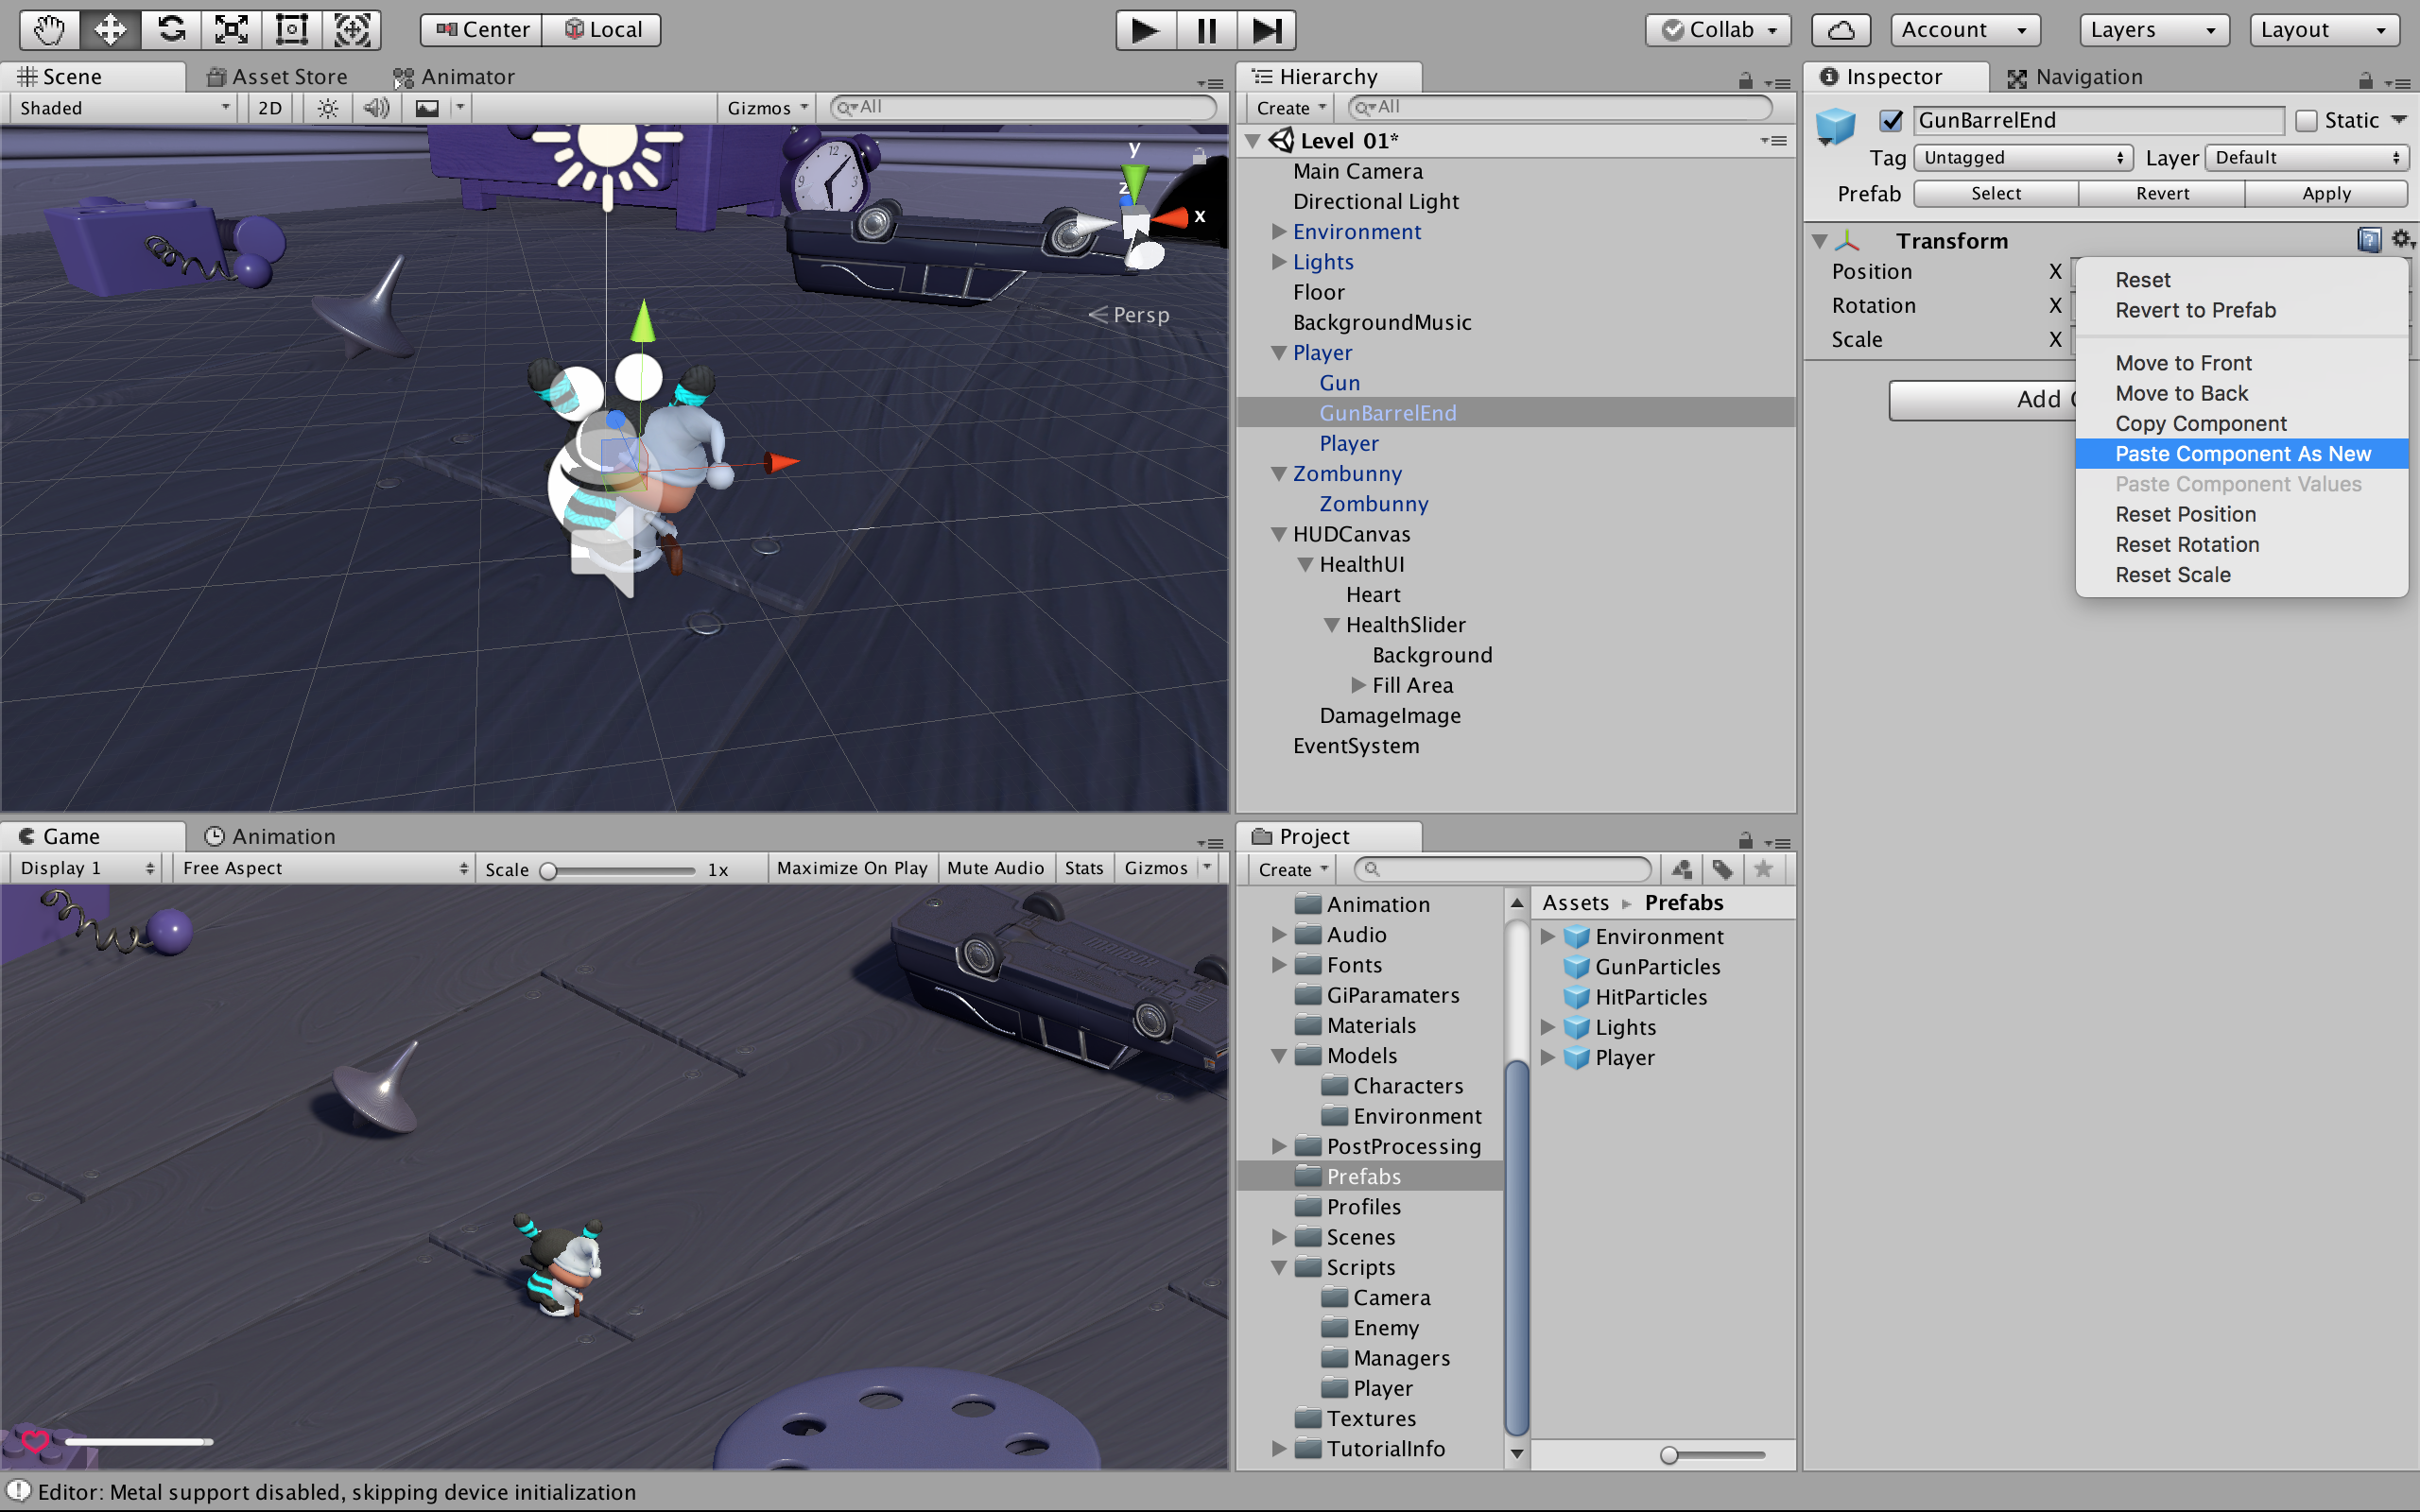 Center Local
Collab Account Layers Layout
Scene Asset Store Animator
Shaded 2D Gizmos All
y
z
x
Persp
12
3
Hierarchy
Create All
Level 01*
Main Camera
Directional Light
Environment
Lights
Floor
BackgroundMusic
Player
Gun
GunBarrelEnd
Player
Zombunny
Zombunny
HUDCanvas
HealthUI
Heart
HealthSlider
Background
Fill Area
DamageImage
EventSystem
Inspector Navigation
GunBarrelEnd Static
Tag Untagged Layer Default
Prefab Select Revert Apply
Transform
Position X
Rotation X
Scale X
Add
Reset
Revert to Prefab
Move to Front
Move to Back
Copy Component
Paste Component As New
Paste Component Values
Reset Position
Reset Rotation
Reset Scale
Game Animation
Display 1 Free Aspect Scale 1x Maximize On Play Mute Audio Stats Gizmos
Project
Create
Animation
Audio
Fonts
GiParamaters
Materials
Models
Characters
Environment
PostProcessing
Prefabs
Profiles
Scenes
Scripts
Camera
Enemy
Managers
Player
Textures
TutorialInfo
Assets Prefabs
Environment
GunParticles
HitParticles
Lights
Player
Editor: Metal support disabled, skipping device initialization